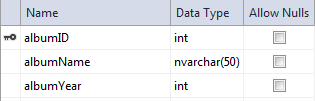 Name Data Type Allow Nulls
albumID int
albumName nvarchar(50)
albumYear int